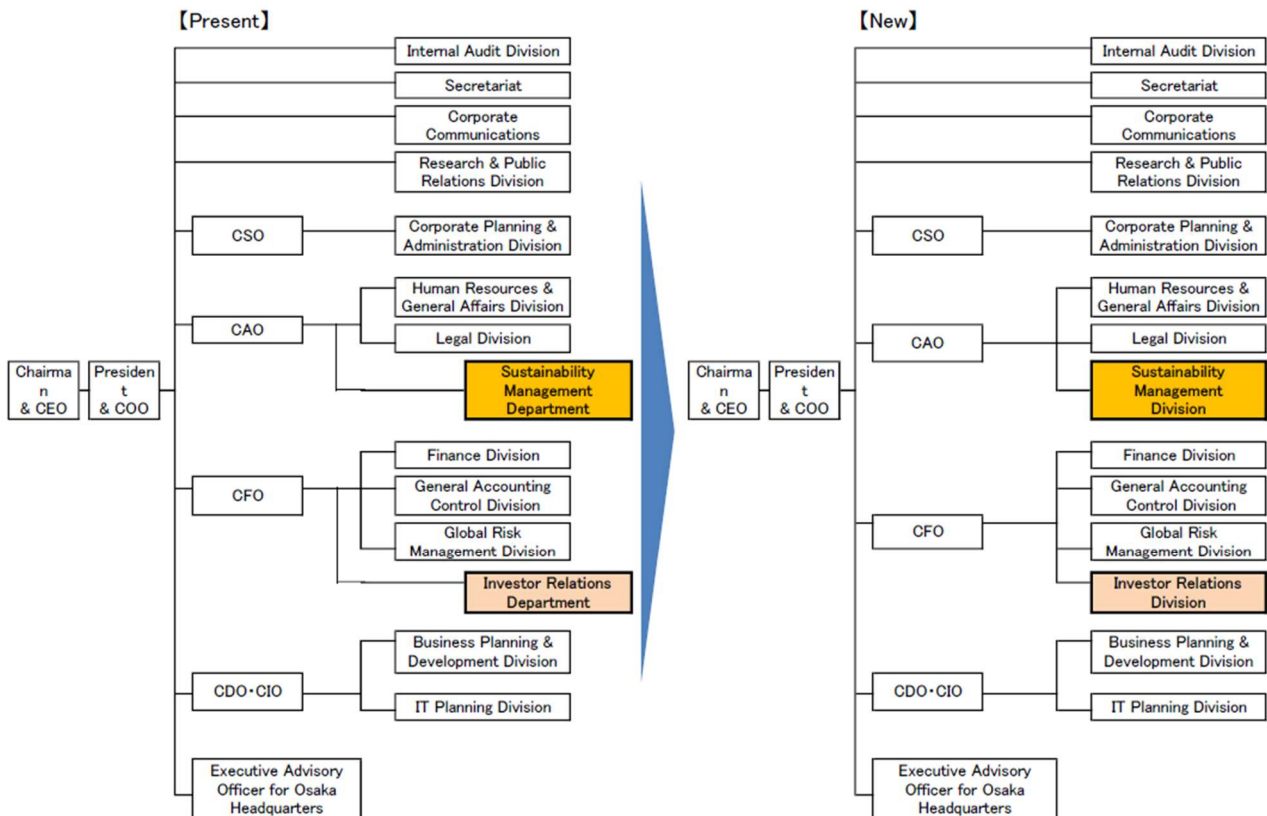 【Present】
Internal Audit Division
Secretariat
Corporate
Communications
Research & Public
Relations Division
CSO
Corporate Planning &
Administration Division
Human Resources &
General Affairs Division
CAO
Legal Division
Chairma
n
& CEO
Presiden
t
& COO
Sustainability
Management
Department
Finance Division
CFO
General Accounting
Control Division
Global Risk
Management Division
Investor Relations
Department
Business Planning &
Development Division
CDO・CIO
IT Planning Division
Executive Advisory
Officer for Osaka
Headquarters
【New】
Internal Audit Division
Secretariat
Corporate
Communications
Research & Public
Relations Division
CSO
Corporate Planning &
Administration Division
Human Resources &
General Affairs Division
CAO
Legal Division
Chairma
n
& CEO
Presiden
t
& COO
Sustainability
Management
Division
Finance Division
General Accounting
Control Division
CFO
Global Risk
Management Division
Investor Relations
Division
Business Planning &
Development Division
CDO・CIO
IT Planning Division
Executive Advisory
Officer for Osaka
Headquarters